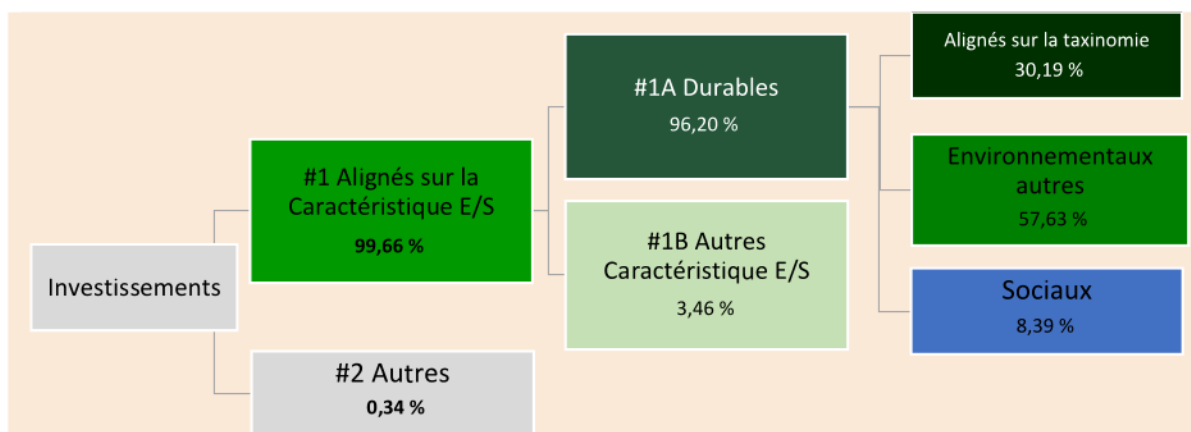 Investissements
#1 Alignés sur la
Caractéristique E/S
99,66 %
#2 Autres
0,34 %
#1A Durables
96,20 %
#1B Autres
Caractéristique E/S
3,46 %
Alignés sur la taxinomie
30,19 %
Environnementaux
autres
57,63 %
Sociaux
8,39 %